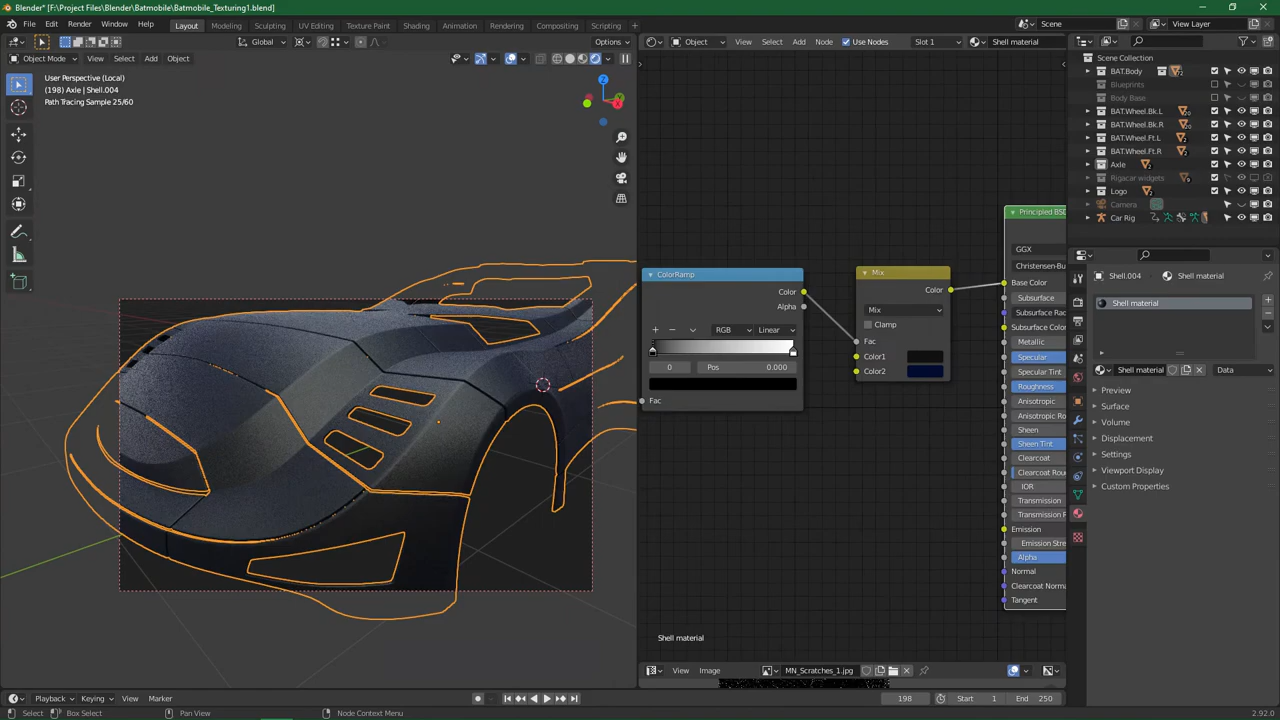 Blender* [F:\Project Files\Blender\Batmobile\Batmobile_Texturing1.blend]
File Edit Render Window Help
Layout Modeling Sculpting UV Editing Texture Paint Shading Animation Rendering Compositing Scripting
Scene View Layer
Global Options
Object View Select Add Node Use Nodes Slot 1 Shell material
Object Mode View Select Add Object
User Perspective (Local)
(198) Axle | Shell.004
Path Tracing Sample 25/60
Z
Y
X
ColorRamp
Color
Alpha
RGB Linear
0 Pos 0.000
Fac
Mix
Color
Mix
Clamp
Fac
Color1
Color2
Principled BSD
GGX
Christensen-Bu
Base Color
Subsurface
Subsurface Rad
Subsurface Colo
Metallic
Specular
Specular Tint
Roughness
Anisotropic
Anisotropic Ro
Sheen
Sheen Tint
Clearcoat
Clearcoat Rou
IOR
Transmission
Transmission R
Emission
Emission Stre
Alpha
Normal
Clearcoat Norma
Tangent
Shell material
View Image MN_Scratches_1.jpg
Scene Collection
BAT.Body
Blueprints
Body Base
BAT.Wheel.Bk.L
BAT.Wheel.Bk.R
BAT.Wheel.Ft.L
BAT.Wheel.Ft.R
Axle
Rigacar widgets
Logo
Camera
Car Rig
Shell.004 Shell material
Shell material
Shell material Data
Preview
Surface
Volume
Displacement
Settings
Viewport Display
Custom Properties
Playback Keying View Marker 198 Start 1 End 250
Select Box Select Pan View Node Context Menu 2.92.0